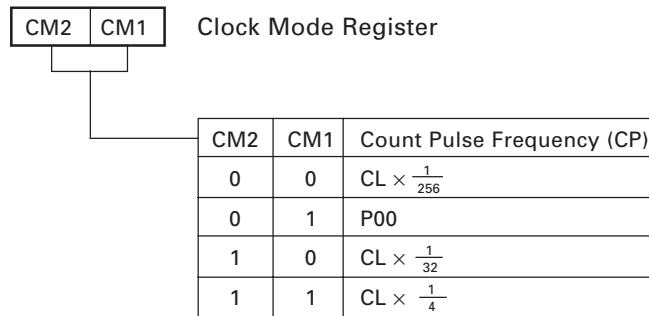 CM2 CM1 Clock Mode Register
CM2 CM1 Count Pulse Frequency (CP)
0 0 CL × 1/256
0 1 P00
1 0 CL × 1/32
1 1 CL × 1/4